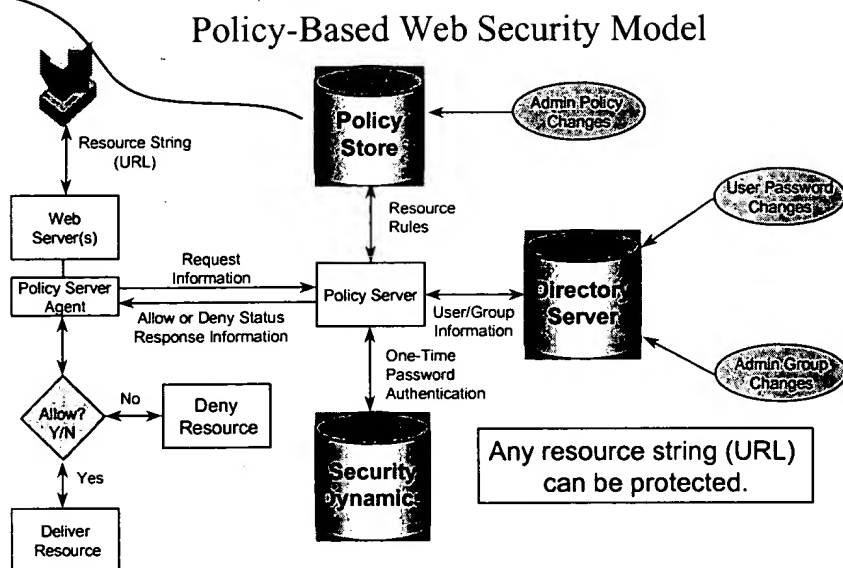 Policy-Based Web Security Model
Resource String
(URL)
Policy
Store
Admin Policy
Changes
Resource
Rules
User Password
Changes
Web
Server(s)
Request
Information
Policy Server
Agent
Policy Server
Allow or Deny Status
Response Information
User/Group
Information
Directory
Server
One-Time
Password
Authentication
Admin Group
Changes
Allow?
Y/N
No
Deny
Resource
Yes
Security
Dynamic
Any resource string (URL)
can be protected.
Deliver
Resource